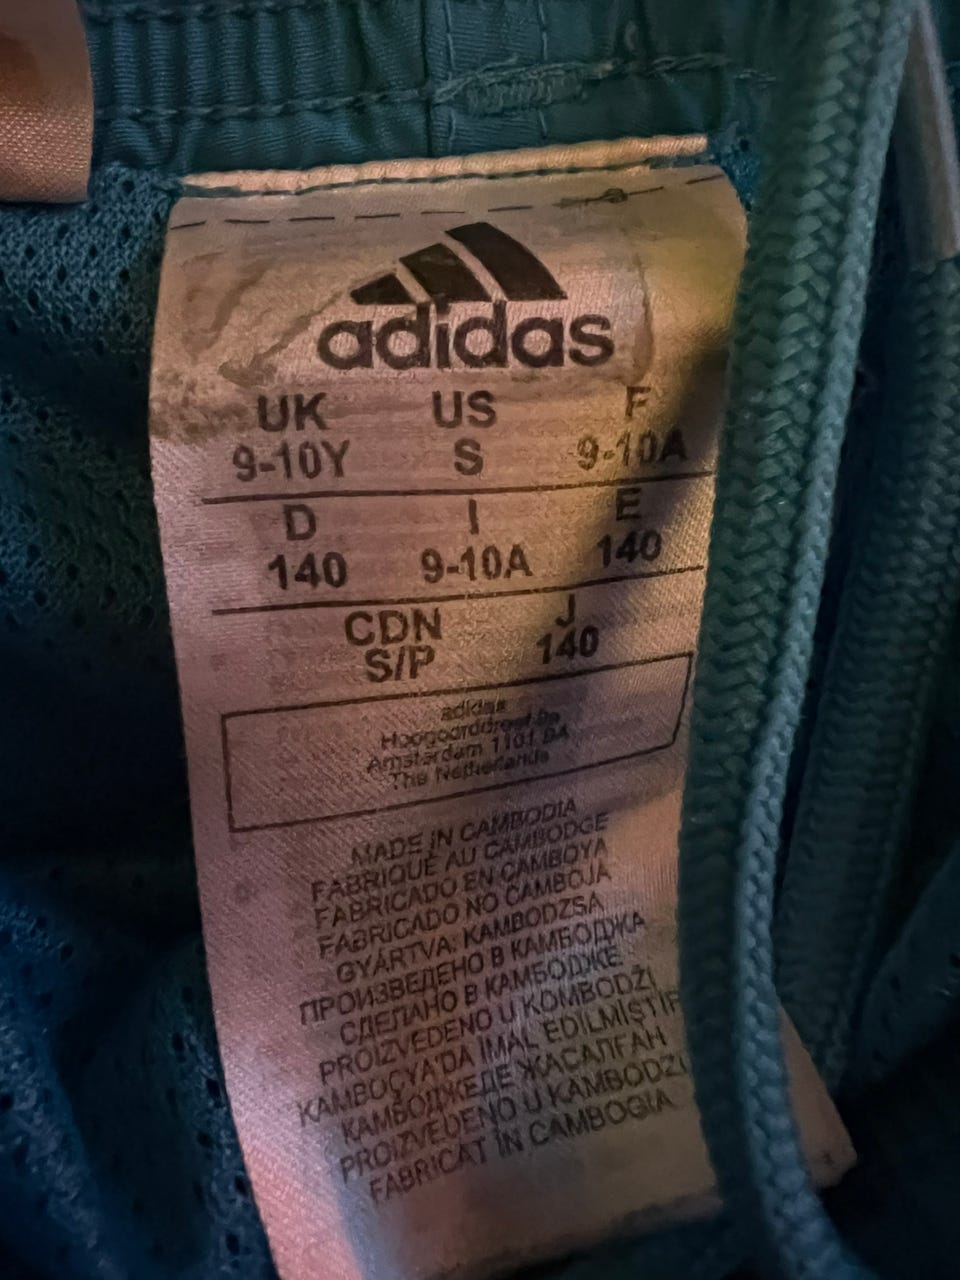 adidas
UK US F
9-10Y S 9-10A
D I E
140 9-10A 140
CDN J
S/P 140
adidas
Hoogoorddreef 9a
Amsterdam 1101 BA
The Netherlands
MADE IN CAMBODIA
FABRIQUÉ AU CAMBODGE
FABRICADO EN CAMBOYA
FABRICADO NO CAMBOJA
GYÁRTVA: KAMBODZSA
ПРОИЗВЕДЕНО В КАМБОДЖА
СДЕЛАНО В КАМБОДЖЕ
PROIZVEDENO U KOMBODŽI
KAMBOÇYA'DA İMAL EDİLMİŞTİR
КАМБОДЖЕДЕ ЖАСАЛҒАН
PROIZVEDENO U KAMBODŽI
FABRICAT ÎN CAMBOGIA